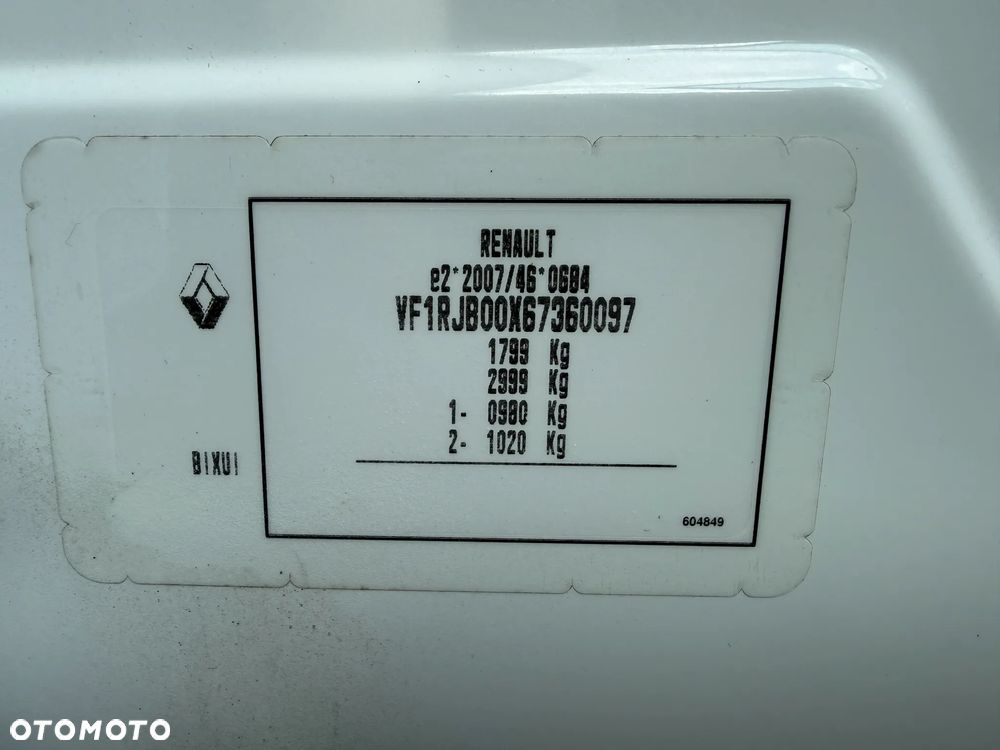 RENAULT
e2*2007/46*0684
VF1RJB00X67360097
1799 Kg
2999 Kg
1- 0980 Kg
2- 1020 Kg
BIXUI
604849
OTOMOTO